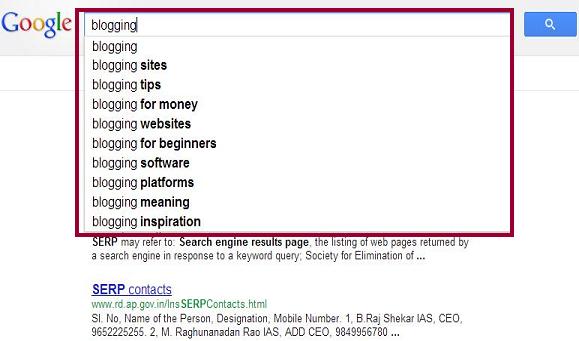 Google
blogging
blogging
blogging sites
blogging tips
blogging for money
blogging websites
blogging for beginners
blogging software
blogging platforms
blogging meaning
blogging inspiration
SERP may refer to: Search engine results page, the listing of web pages returned by
a search engine in response to a keyword query; Society for Elimination of ...
SERP contacts
www.rd.ap.gov.in/InsSERPContacts.html
Sl. No, Name of the Person, Designation, Mobile Number. 1, B.Raj Shekar IAS, CEO,
9652225255. 2, M. Raghunandan Rao IAS, ADD CEO, 9849956780 ...